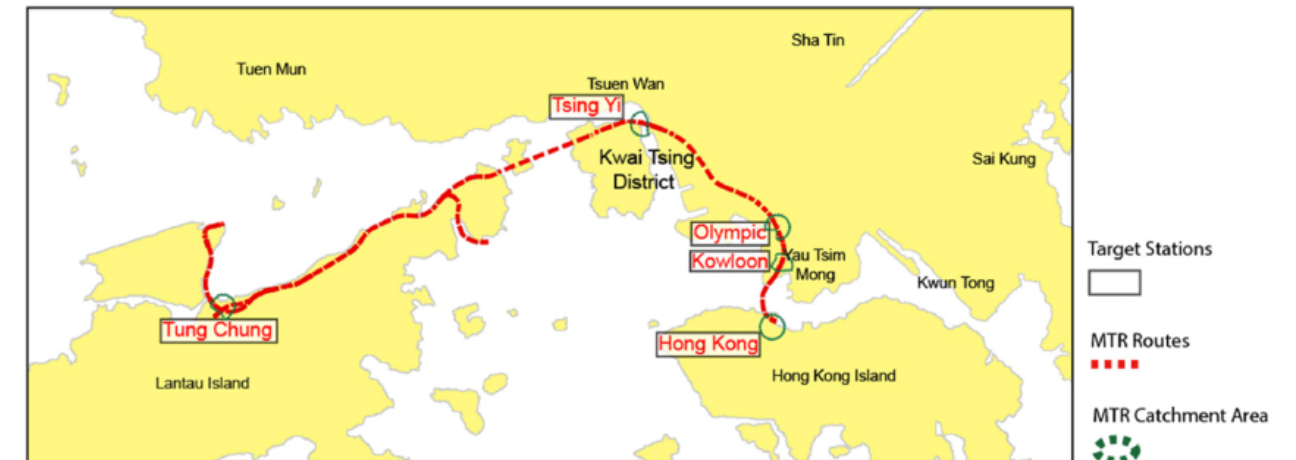 Sha Tin
Tuen Mun
Tsuen Wan
Tsing Yi
Kwai Tsing
District
Sai Kung
Olympic
Kowloon
Yau Tsim
Mong
Kwun Tong
Tung Chung
Hong Kong
Lantau Island
Hong Kong Island
Target Stations
MTR Routes
MTR Catchment Area